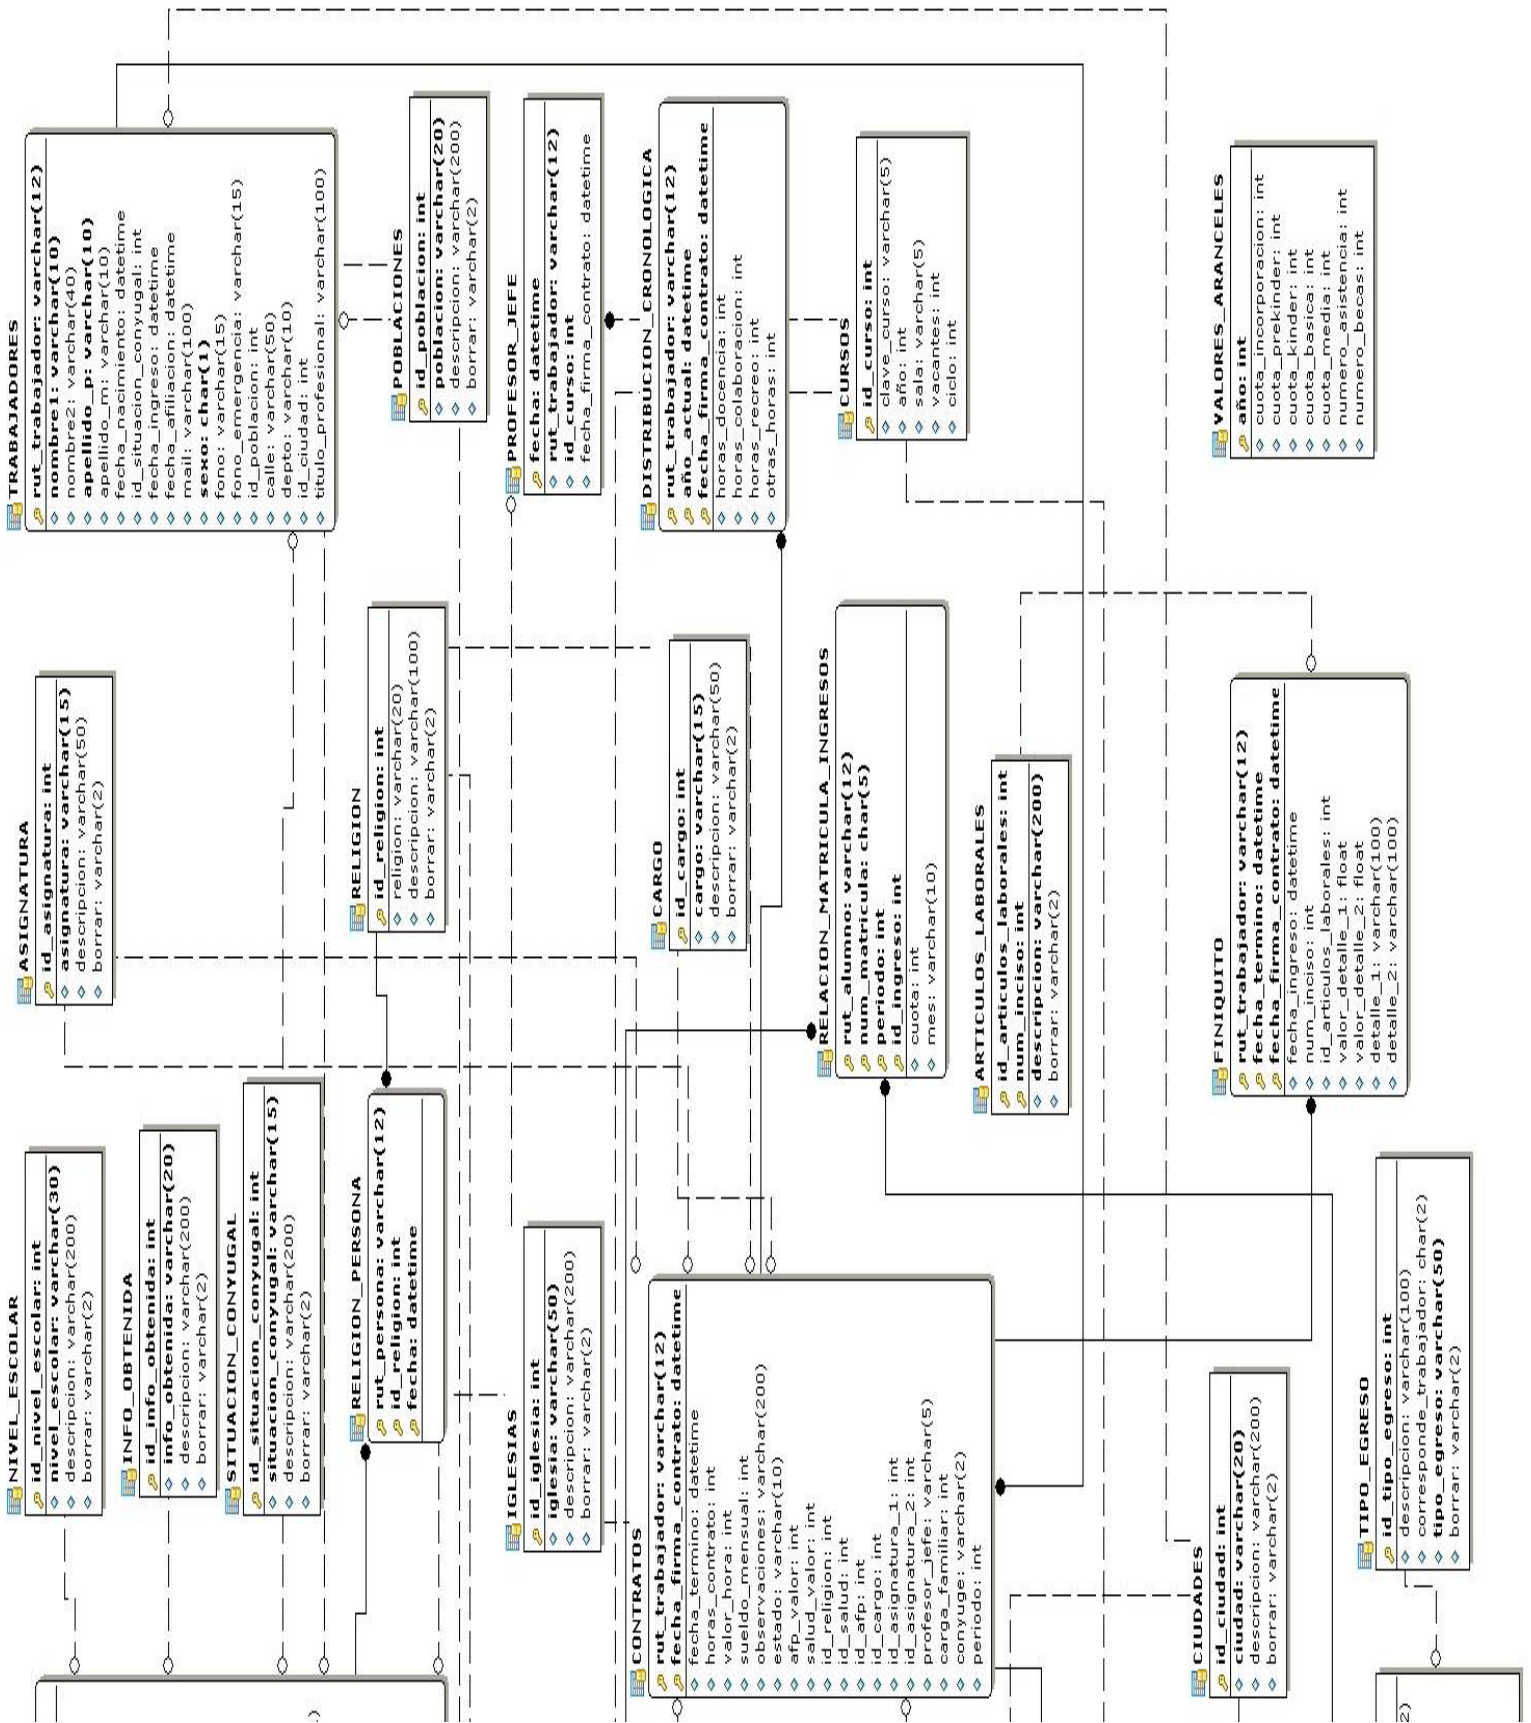 TRABAJADORES
rut_trabajador: varchar(12)
nombre1: varchar(10)
nombre2: varchar(40)
apellido_p: varchar(10)
apellido_m: varchar(10)
fecha_nacimiento: datetime
id_situacion_conyugal: int
fecha_ingreso: datetime
fecha_afiliacion: datetime
mail: varchar(100)
sexo: char(1)
fono: varchar(15)
fono_emergencia: varchar(15)
id_poblacion: int
calle: varchar(50)
depto: varchar(10)
id_ciudad: int
titulo_profesional: varchar(100)
POBLACIONES
id_poblacion: int
poblacion: varchar(20)
descripcion: varchar(200)
borrar: varchar(2)
PROFESOR_JEFE
fecha: datetime
rut_trabajador: varchar(12)
id_curso: int
fecha_firma_contrato: datetime
DISTRIBUCION_CRONOLOGICA
rut_trabajador: varchar(12)
año_actual: datetime
fecha_firma_contrato: datetime
horas_docencia: int
horas_colaboracion: int
horas_recreo: int
otras_horas: int
CURSOS
id_curso: int
clave_curso: varchar(5)
año: int
sala: varchar(5)
vacantes: int
ciclo: int
VALORES_ARANCELES
año: int
cuota_incorporacion: int
cuota_prekinder: int
cuota_kinder: int
cuota_basica: int
cuota_media: int
numero_asistencia: int
numero_becas: int
ASIGNATURA
id_asignatura: int
asignatura: varchar(15)
descripcion: varchar(50)
borrar: varchar(2)
RELIGION
id_religion: int
religion: varchar(20)
descripcion: varchar(100)
borrar: varchar(2)
CARGO
id_cargo: int
cargo: varchar(15)
descripcion: varchar(50)
borrar: varchar(2)
RELACION_MATRICULA_INGRESOS
rut_alumno: varchar(12)
num_matricula: char(5)
periodo: int
id_ingreso: int
cuota: int
mes: varchar(10)
ARTICULOS_LABORALES
id_articulos_laborales: int
num_inciso: int
descripcion: varchar(200)
borrar: varchar(2)
FINIQUITO
rut_trabajador: varchar(12)
fecha_termino: datetime
fecha_firma_contrato: datetime
fecha_ingreso: datetime
num_inciso: int
id_articulos_laborales: int
valor_detalle_1: float
valor_detalle_2: float
detalle_1: varchar(100)
detalle_2: varchar(100)
NIVEL_ESCOLAR
id_nivel_escolar: int
nivel_escolar: varchar(30)
descripcion: varchar(200)
borrar: varchar(2)
INFO_OBTENIDA
id_info_obtenida: int
info_obtenida: varchar(20)
descripcion: varchar(200)
borrar: varchar(2)
SITUACION_CONYUGAL
id_situacion_conyugal: int
situacion_conyugal: varchar(15)
descripcion: varchar(200)
borrar: varchar(2)
RELIGION_PERSONA
rut_persona: varchar(12)
id_religion: int
fecha: datetime
IGLESIAS
id_iglesia: int
iglesia: varchar(50)
descripcion: varchar(200)
borrar: varchar(2)
CONTRATOS
rut_trabajador: varchar(12)
fecha_firma_contrato: datetime
fecha_termino: datetime
horas_contrato: int
valor_hora: int
sueldo_mensual: int
observaciones: varchar(200)
estado: varchar(10)
afp_valor: int
salud_valor: int
id_religion: int
id_salud: int
id_afp: int
id_cargo: int
id_asignatura_1: int
id_asignatura_2: int
profesor_jefe: varchar(5)
carga_familiar: int
conyuge: varchar(2)
periodo: int
CIUDADES
id_ciudad: int
ciudad: varchar(20)
descripcion: varchar(200)
borrar: varchar(2)
TIPO_EGRESO
id_tipo_egreso: int
descripcion: varchar(100)
corresponde_trabajador: char(2)
tipo_egreso: varchar(50)
borrar: varchar(2)
)
2)